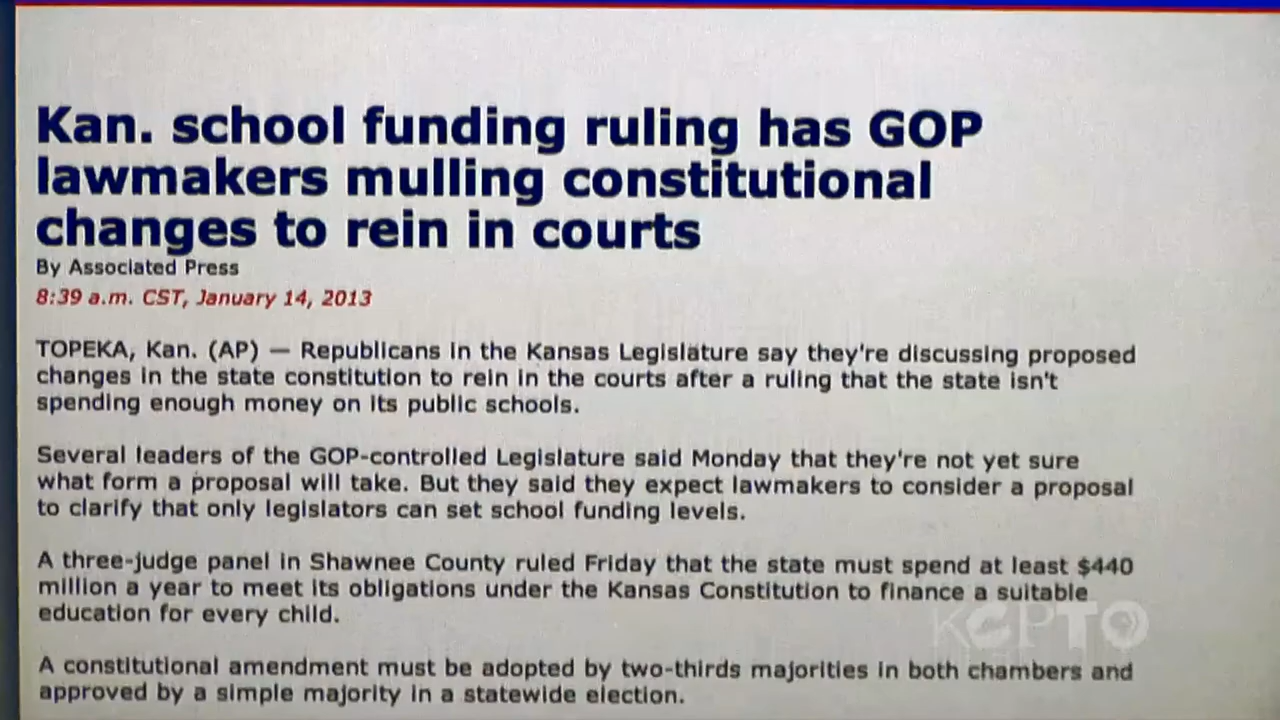 Kan. school funding ruling has GOP
lawmakers mulling constitutional
changes to rein in courts
By Associated Press
8:39 a.m. CST, January 14, 2013
TOPEKA, Kan. (AP) — Republicans in the Kansas Legislature say they're discussing proposed
changes in the state constitution to rein in the courts after a ruling that the state isn't
spending enough money on its public schools.
Several leaders of the GOP-controlled Legislature said Monday that they're not yet sure
what form a proposal will take. But they said they expect lawmakers to consider a proposal
to clarify that only legislators can set school funding levels.
A three-judge panel in Shawnee County ruled Friday that the state must spend at least $440
million a year to meet its obligations under the Kansas Constitution to finance a suitable
education for every child.
KCPT
A constitutional amendment must be adopted by two-thirds majorities in both chambers and
approved by a simple majority in a statewide election.